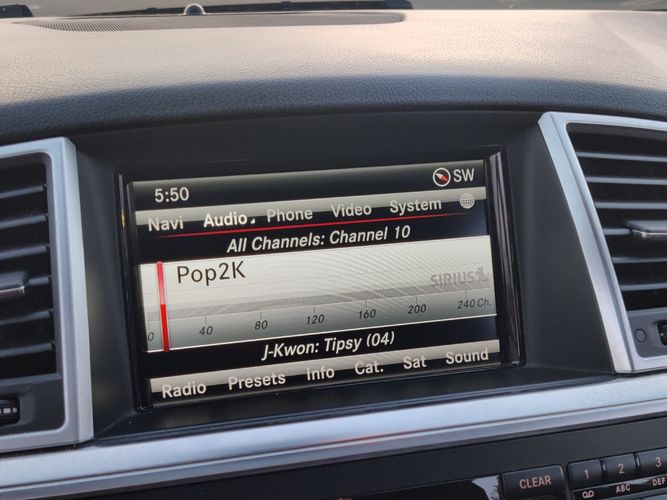 5:50 SW
Navi Audio Phone Video System
All Channels: Channel 10
Pop2K
SIRIUS
0 40 80 120 160 200 240 Ch.
J-Kwon: Tipsy (04)
Radio Presets Info Cat. Sat Sound
CLEAR 1 2 3
ABC DEF